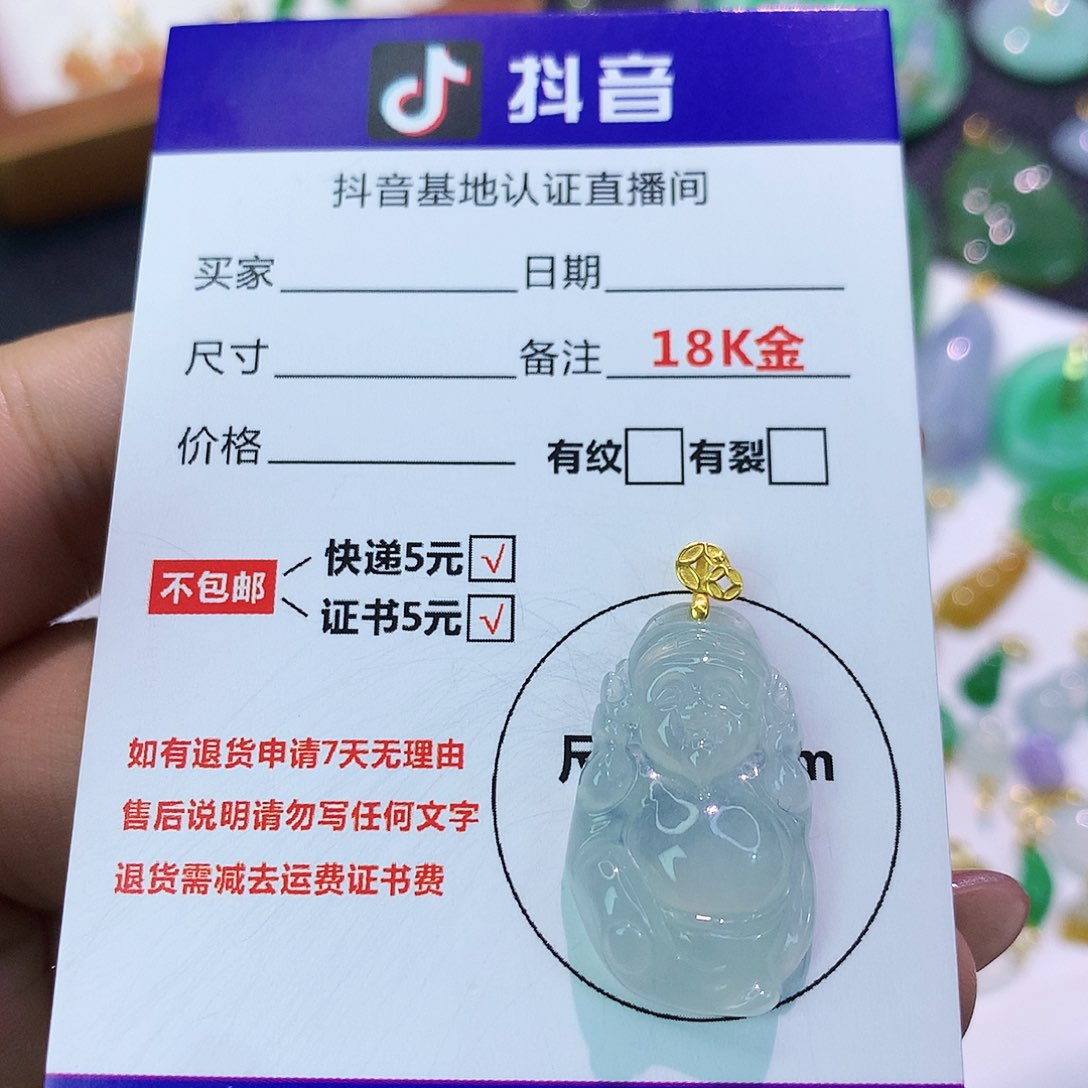 抖音
抖音基地认证直播间
买家 日期
尺寸 备注 18K金
价格 有纹 有裂
不包邮
快递5元 √
证书5元 √
如有退货申请7天无理由
售后说明请勿写任何文字
退货需减去运费证书费
m